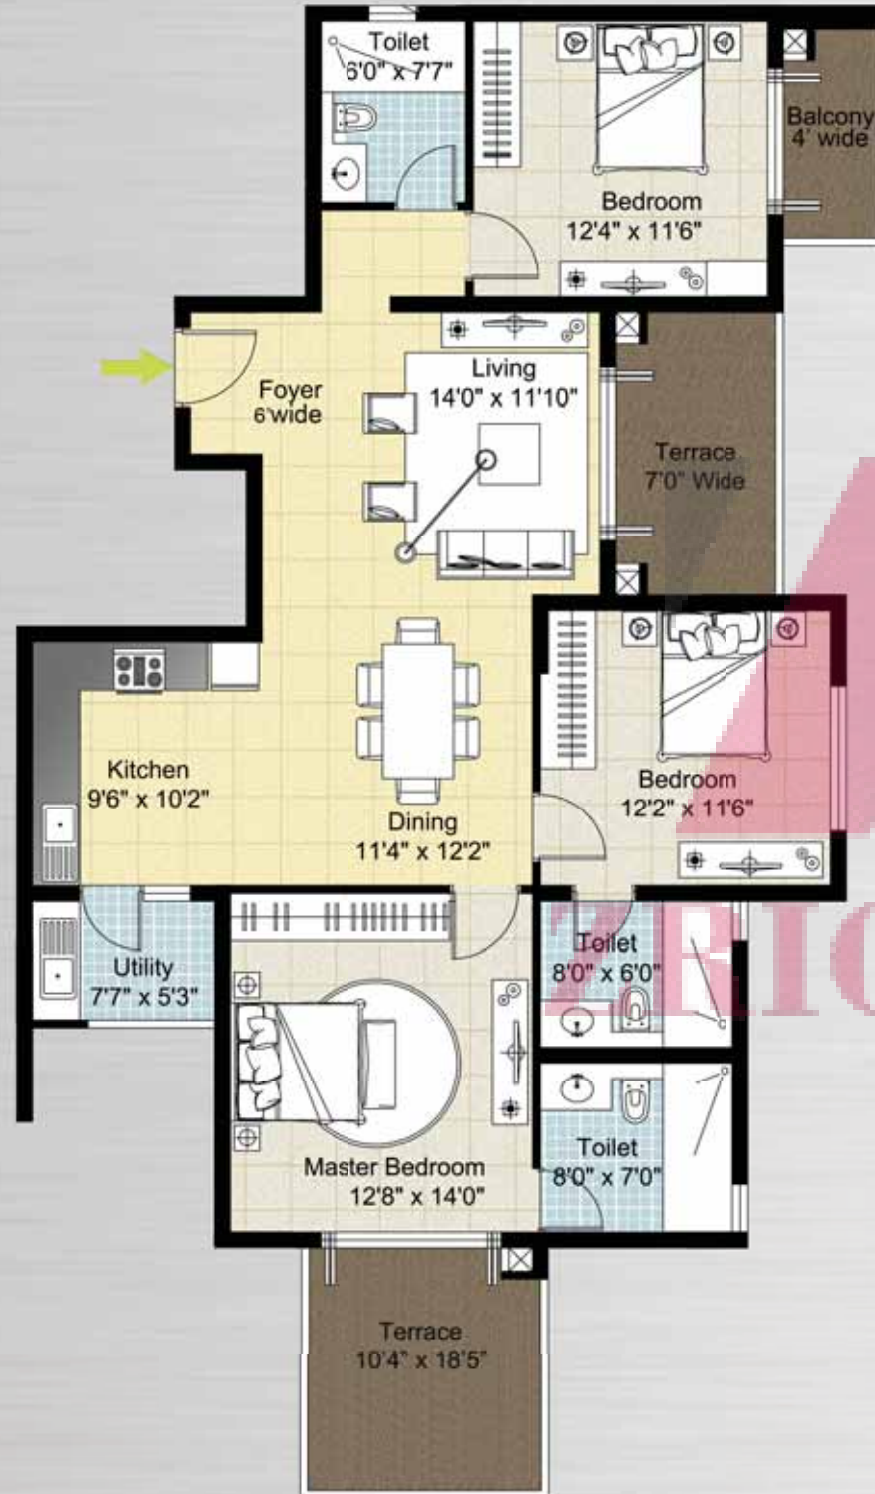 Toilet
6'0" x 7'7"
Bedroom
12'4" x 11'6"
Balcony
4' wide
Foyer
6'wide
Living
14'0" x 11'10"
Terrace
7'0" Wide
Kitchen
9'6" x 10'2"
Dining
11'4" x 12'2"
Bedroom
12'2" x 11'6"
Utility
7'7" x 5'3"
Toilet
8'0" x 6'0"
Master Bedroom
12'8" x 14'0"
Toilet
8'0" x 7'0"
Terrace
10'4" x 18'5"